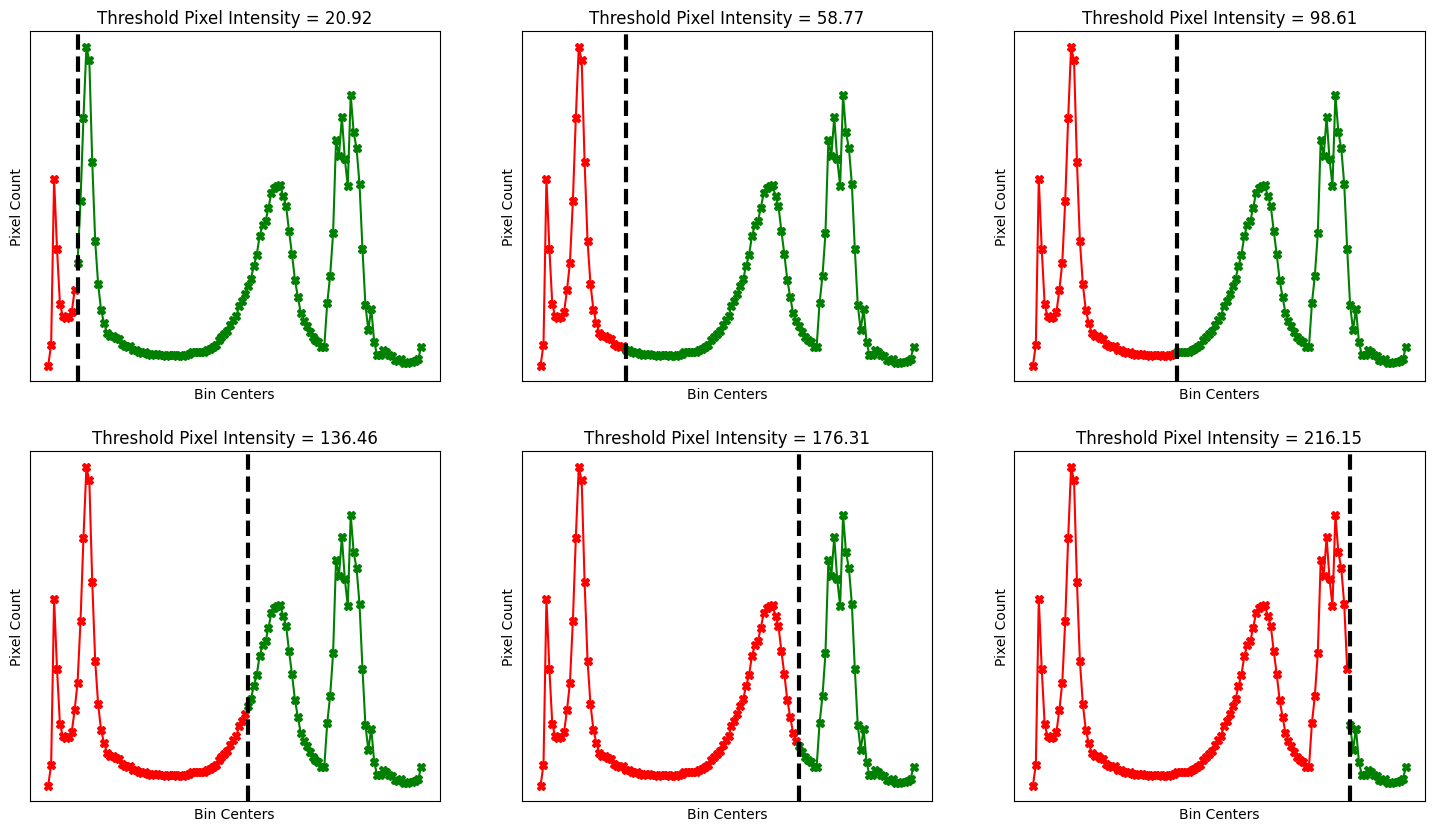 Threshold Pixel Intensity = 20.92
Threshold Pixel Intensity = 58.77
Threshold Pixel Intensity = 98.61
Pixel Count
Pixel Count
Pixel Count
Bin Centers
Bin Centers
Bin Centers
Threshold Pixel Intensity = 136.46
Threshold Pixel Intensity = 176.31
Threshold Pixel Intensity = 216.15
Pixel Count
Pixel Count
Pixel Count
Bin Centers
Bin Centers
Bin Centers